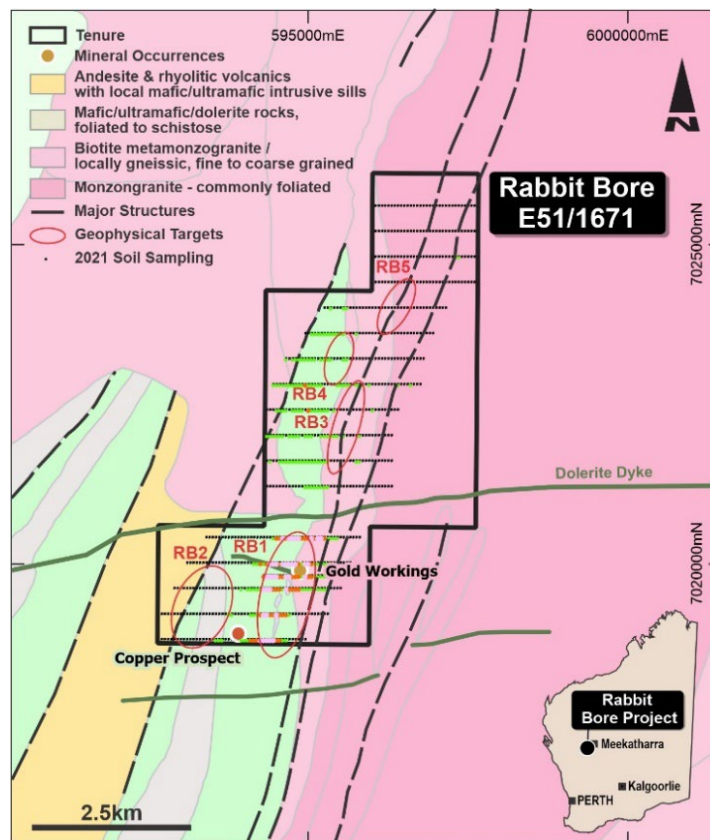 595000mE
6000000mE
Tenure
Mineral Occurrences
Andesite & rhyolitic volcanics
with local mafic/ultramafic intrusive sills
Mafic/ultramafic/dolerite rocks,
foliated to schistose
Biotite metamonzogranite /
locally gneissic, fine to coarse grained
Monzongranite - commonly foliated
Major Structures
Geophysical Targets
2021 Soil Sampling
N
Rabbit Bore
E51/1671
7025000mN
RB5
RB4
RB3
Dolerite Dyke
RB2
RB1
Gold Workings
7020000mN
Copper Prospect
Rabbit
Bore Project
Meekatharra
Kalgoorlie
PERTH
2.5km